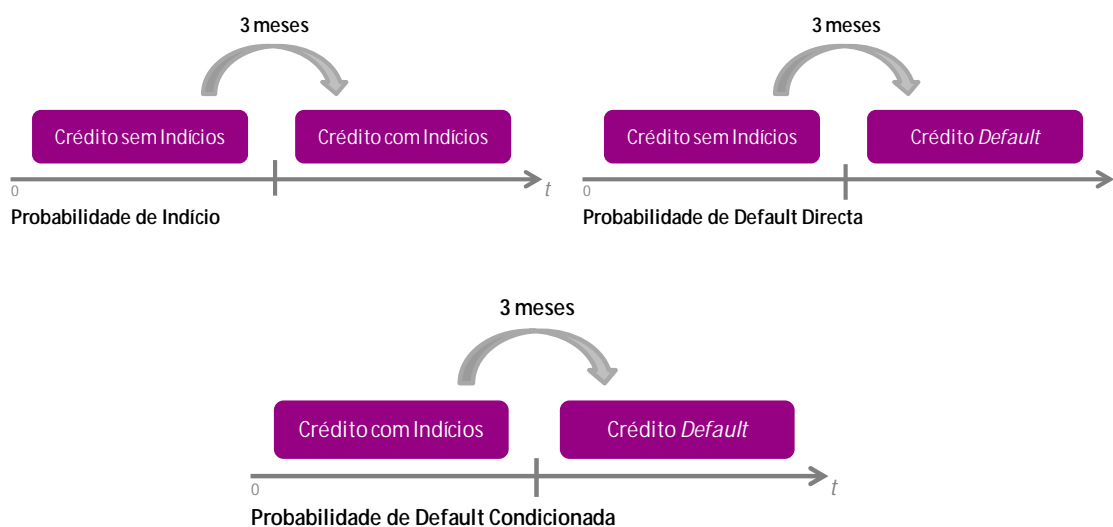 3 meses
Crédito sem Indícios
Crédito com Indícios
0
t
Probabilidade de Indício
3 meses
Crédito sem Indícios
Crédito Default
0
Probabilidade de Default Directa
3 meses
Crédito com Indícios
Crédito Default
0
t
Probabilidade de Default Condicionada